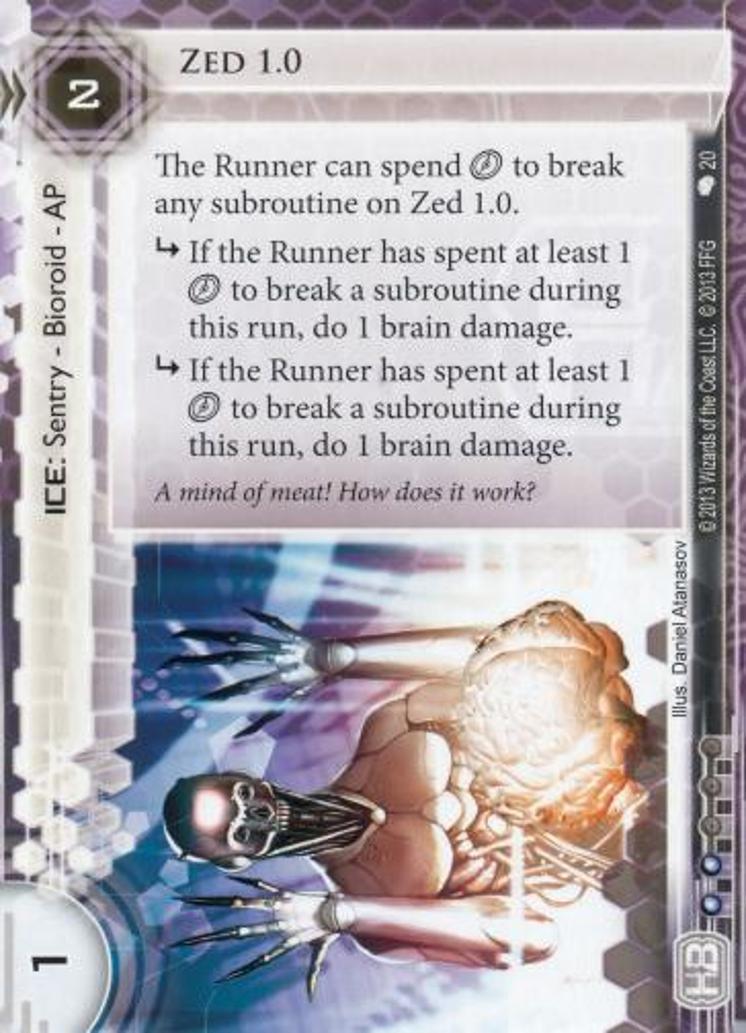 ZED 1.0
2
The Runner can spend to break
any subroutine on Zed 1.0.
↳ If the Runner has spent at least 1
to break a subroutine during
this run, do 1 brain damage.
↳ If the Runner has spent at least 1
to break a subroutine during
this run, do 1 brain damage.
A mind of meat! How does it work?
ICE: Sentry - Bioroid - AP
1
20
© 2013 Wizards of the Coast LLC. © 2013 FFG
Illus. Daniel Atanasov
HB